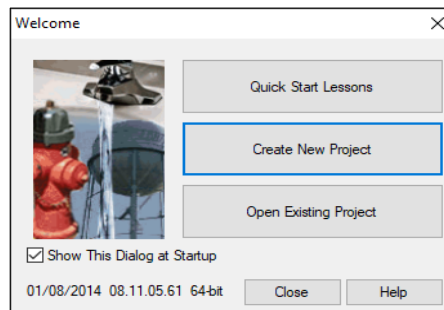 Welcome
Quick Start Lessons
Create New Project
Open Existing Project
Show This Dialog at Startup
01/08/2014 08.11.05.61 64-bit
Close
Help